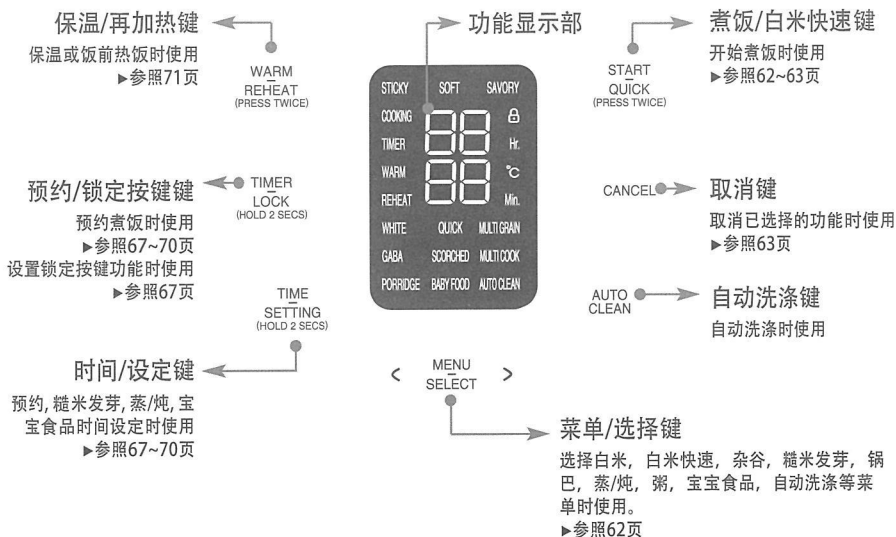 保温/再加热键
保温或饭前热饭时使用
▶参照71页
WARM
REHEAT
(PRESS TWICE)
预约/锁定按键键
预约煮饭时使用
▶参照67~70页
设置锁定按键功能时使用
▶参照67页
TIMER
LOCK
(HOLD 2 SECS)
TIME
SETTING
(HOLD 2 SECS)
时间/设定键
预约, 糙米发芽, 蒸/炖, 宝
宝食品时间设定时使用
▶参照67~70页
功能显示部
STICKY SOFT SAVORY
COOKING
88
TIMER Hr.
WARM °C
88
REHEAT Min.
WHITE QUICK MULTI GRAIN
GABA SCORCHED MULTI COOK
PORRIDGE BABY FOOD AUTO CLEAN
< MENU >
SELECT
煮饭/白米快速键
开始煮饭时使用
▶参照62~63页
START
QUICK
(PRESS TWICE)
CANCEL
取消键
取消已选择的功能时使用
▶参照63页
AUTO
CLEAN
自动洗涤键
自动洗涤时使用
菜单/选择键
选择白米, 白米快速, 杂谷, 糙米发芽, 锅
巴, 蒸/炖, 粥, 宝宝食品, 自动洗涤等菜
单时使用。
▶参照62页